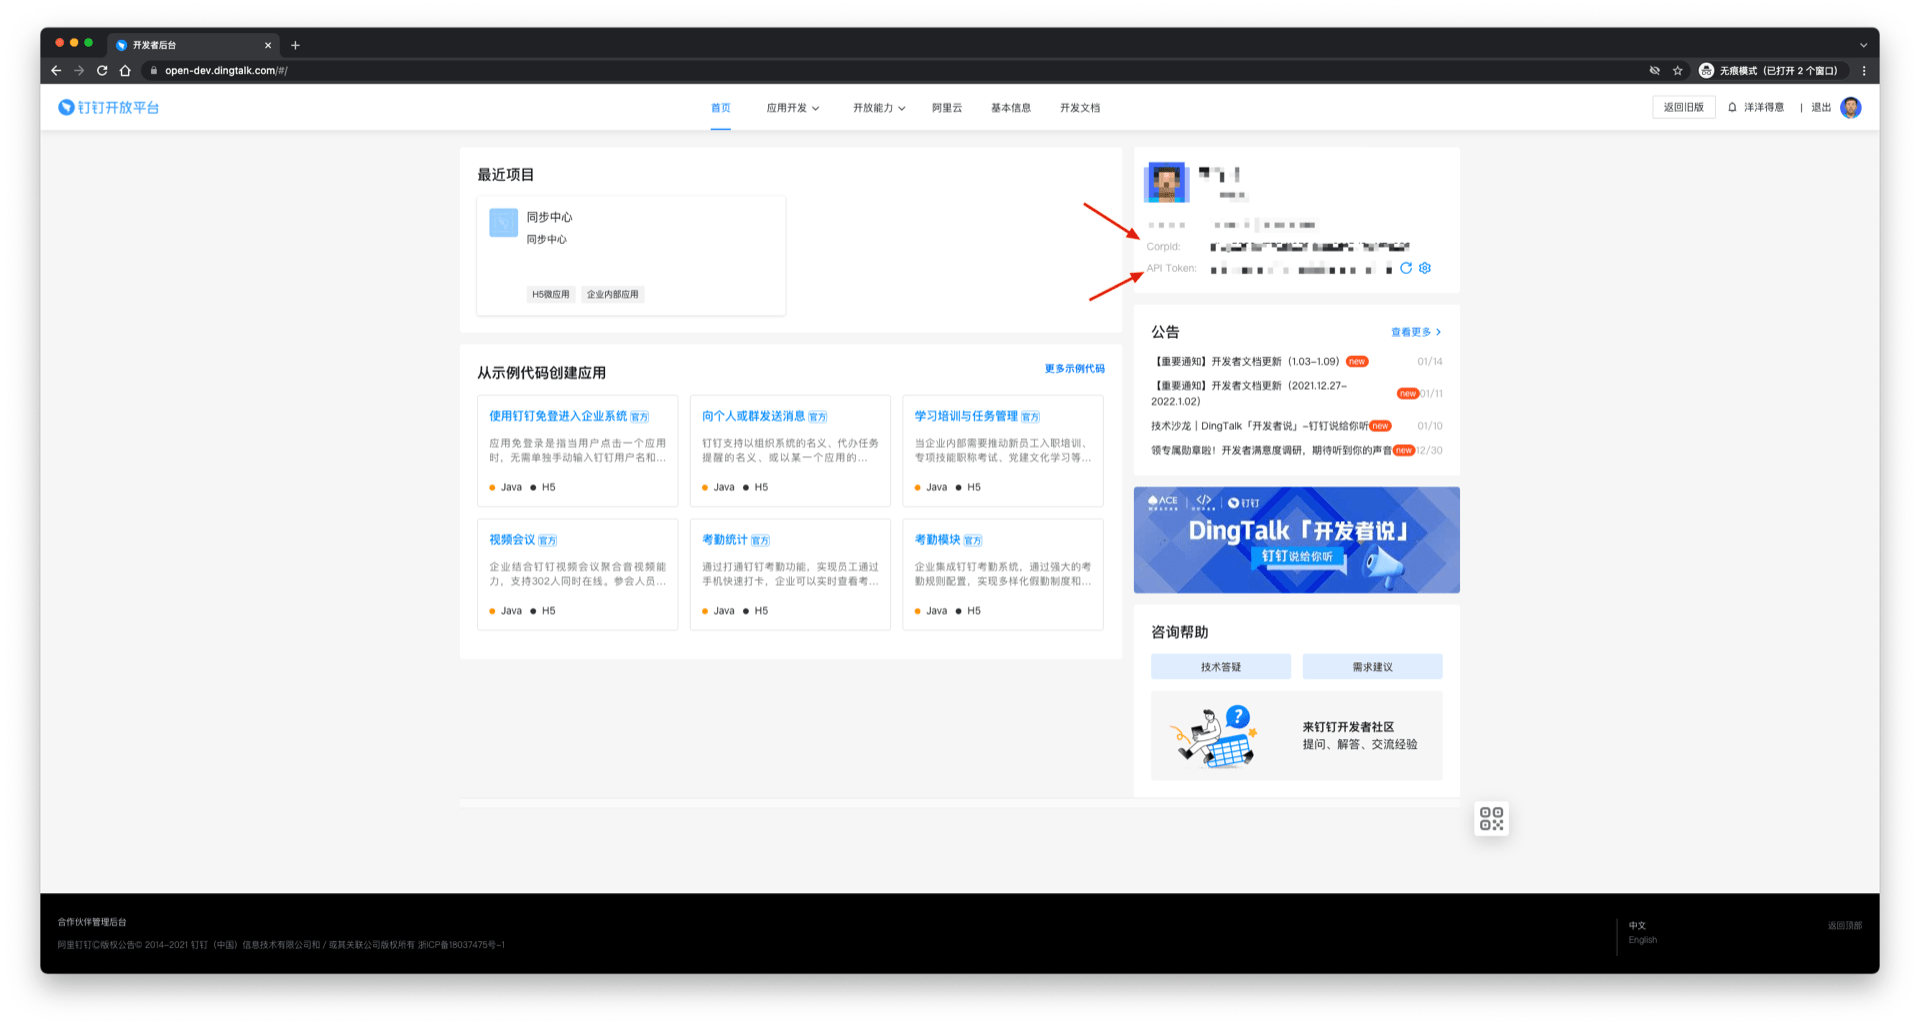 开发者后台
open-dev.dingtalk.com/#/
无痕模式（已打开 2 个窗口）
钉钉开放平台
首页
应用开发
开放能力
阿里云
基本信息
开发文档
返回旧版
洋洋得意
| 退出
最近项目
同步中心
同步中心
H5微应用
企业内部应用
CorpId:
API Token:
从示例代码创建应用
更多示例代码
使用钉钉免登进入企业系统 官方
应用免登录是指当用户点击一个应用
时，无需单独手动输入钉钉用户名和...
Java H5
向个人或群发送消息 官方
钉钉支持以组织系统的名义、代办任务
提醒的名义、或以某一个应用的...
Java H5
学习培训与任务管理 官方
当企业内部需要推动新员工入职培训、
专项技能职称考试、党建文化学习等...
Java H5
视频会议 官方
企业结合钉钉视频会议聚合音视频能
力，支持302人同时在线。参会人员...
Java H5
考勤统计 官方
通过打通钉钉考勤功能，实现员工通过
手机快速打卡，企业可以实时查看考...
Java H5
考勤模块 官方
企业集成钉钉考勤系统，通过强大的考
勤规则配置，实现多样化假勤制度和...
Java H5
公告
查看更多
【重要通知】开发者文档更新（1.03-1.09） new 01/14
【重要通知】开发者文档更新（2021.12.27-
2022.1.02） new 01/11
技术沙龙 | DingTalk「开发者说」-钉钉说给你听 new 01/10
领专属勋章啦！开发者满意度调研，期待听到你的声音 new 12/30
ACE
</>
钉钉
DingTalk「开发者说」
钉钉说给你听
咨询帮助
技术答疑
需求建议
来钉钉开发者社区
提问、解答、交流经验
合作伙伴管理后台
阿里钉钉©版权公告© 2014-2021 钉钉（中国）信息技术有限公司和 / 或其关联公司版权所有 浙ICP备18037475号-1
中文
English
返回顶部